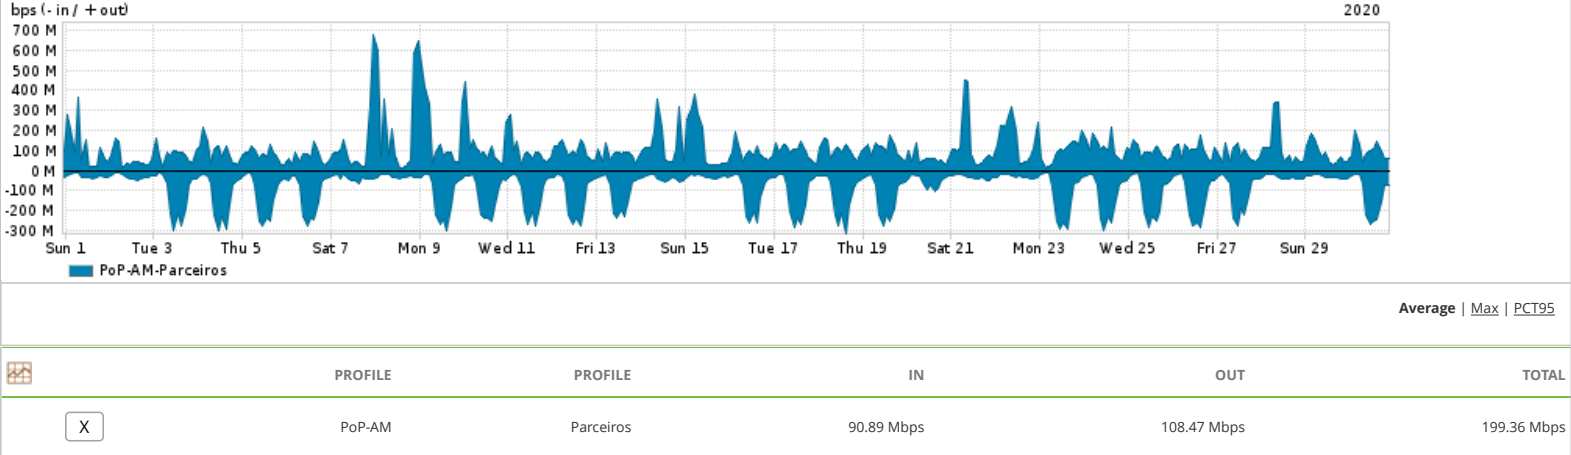 bps (- in / + out) 2020
700 M
600 M
500 M
400 M
300 M
200 M
100 M
0 M
-100 M
-200 M
-300 M
Sun 1 Tue 3 Thu 5 Sat 7 Mon 9 Wed 11 Fri 13 Sun 15 Tue 17 Thu 19 Sat 21 Mon 23 Wed 25 Fri 27 Sun 29
PoP-AM-Parceiros
Average | Max | PCT95
PROFILE PROFILE IN OUT TOTAL
X PoP-AM Parceiros 90.89 Mbps 108.47 Mbps 199.36 Mbps